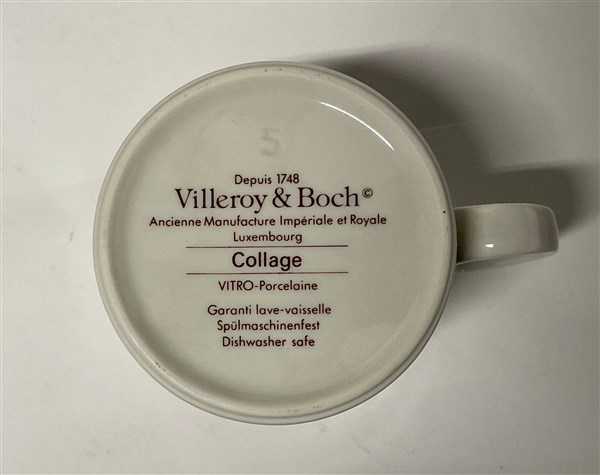 5
Depuis 1748
Villeroy & Boch©
Ancienne Manufacture Impériale et Royale
Luxembourg
Collage
VITRO-Porcelaine
Garanti lave-vaisselle
Spülmaschinenfest
Dishwasher safe